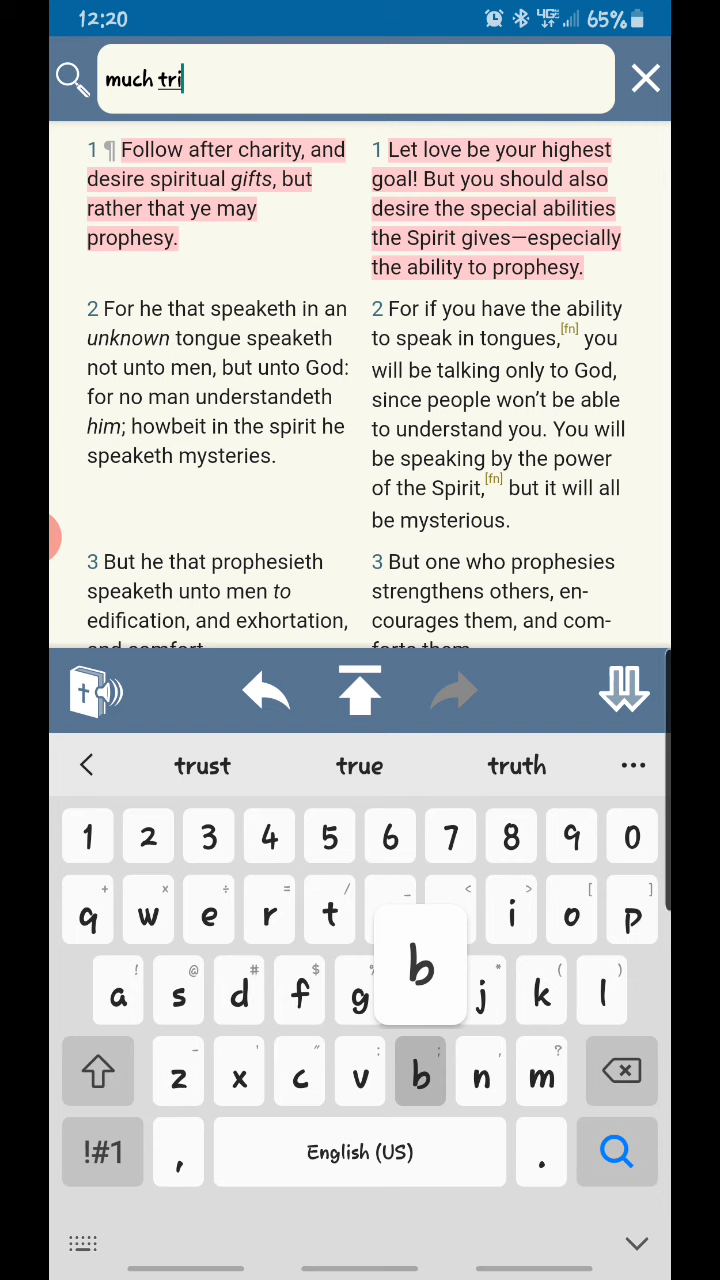 12:20
4GE 65%
much tri
1 ¶ Follow after charity, and
desire spiritual gifts, but
rather that ye may
prophesy.
1 Let love be your highest
goal! But you should also
desire the special abilities
the Spirit gives—especially
the ability to prophesy.
2 For he that speaketh in an
unknown tongue speaketh
not unto men, but unto God:
for no man understandeth
him; howbeit in the spirit he
speaketh mysteries.
2 For if you have the ability
to speak in tongues,[fn] you
will be talking only to God,
since people won't be able
to understand you. You will
be speaking by the power
of the Spirit,[fn] but it will all
be mysterious.
3 But he that prophesieth
speaketh unto men to
edification, and exhortation,
and comfort
3 But one who prophesies
strengthens others, en-
courages them, and com-
forts them
trust true truth ...
1 2 3 4 5 6 7 8 9 0
+ × ÷ = / _ < > [ ]
q w e r t i o p
! @ # $ % * ( )
a s d f g b j k l
- ' " : ; , ?
z x c v b n m
!#1 , English (US) .